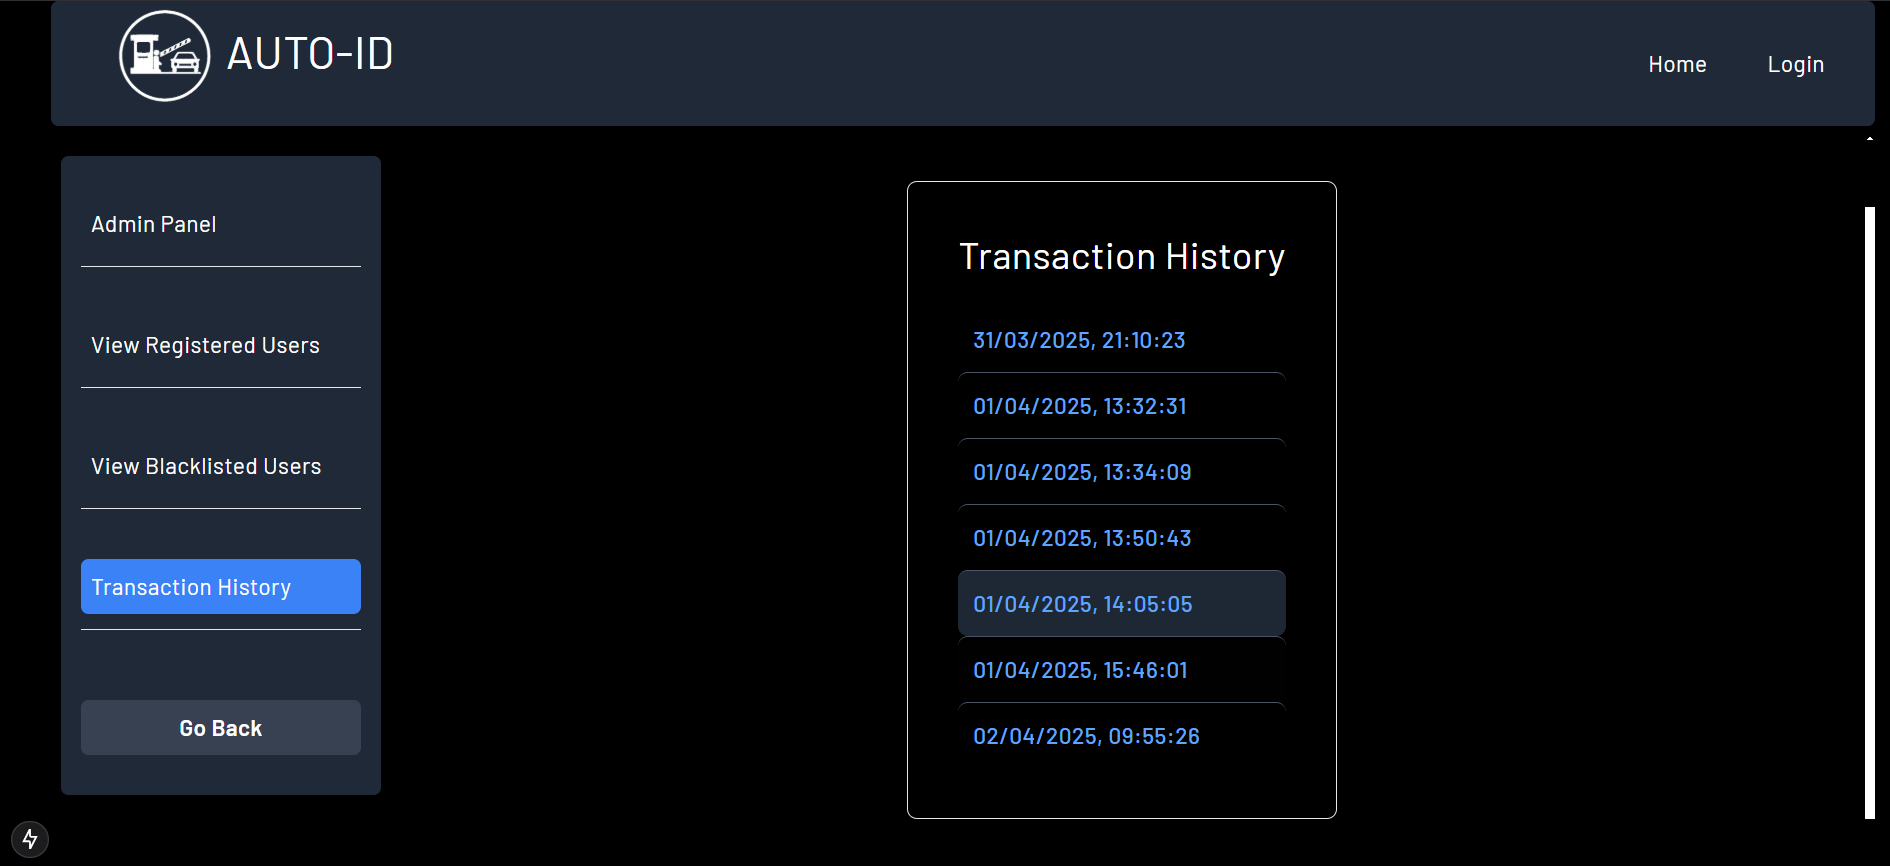 AUTO-ID
Home
Login
Admin Panel
View Registered Users
View Blacklisted Users
Transaction History
Go Back
Transaction History
31/03/2025, 21:10:23
01/04/2025, 13:32:31
01/04/2025, 13:34:09
01/04/2025, 13:50:43
01/04/2025, 14:05:05
01/04/2025, 15:46:01
02/04/2025, 09:55:26